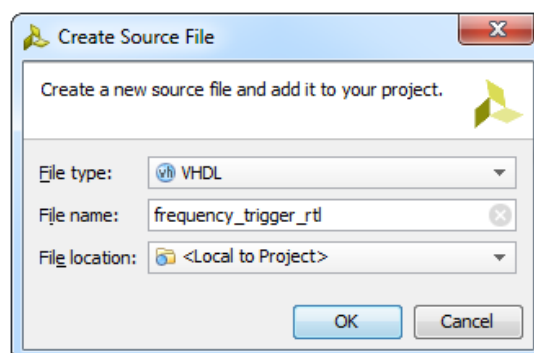 Create Source File
Create a new source file and add it to your project.
File type: VHDL
File name: frequency_trigger_rtl
File location: <Local to Project>
OK Cancel